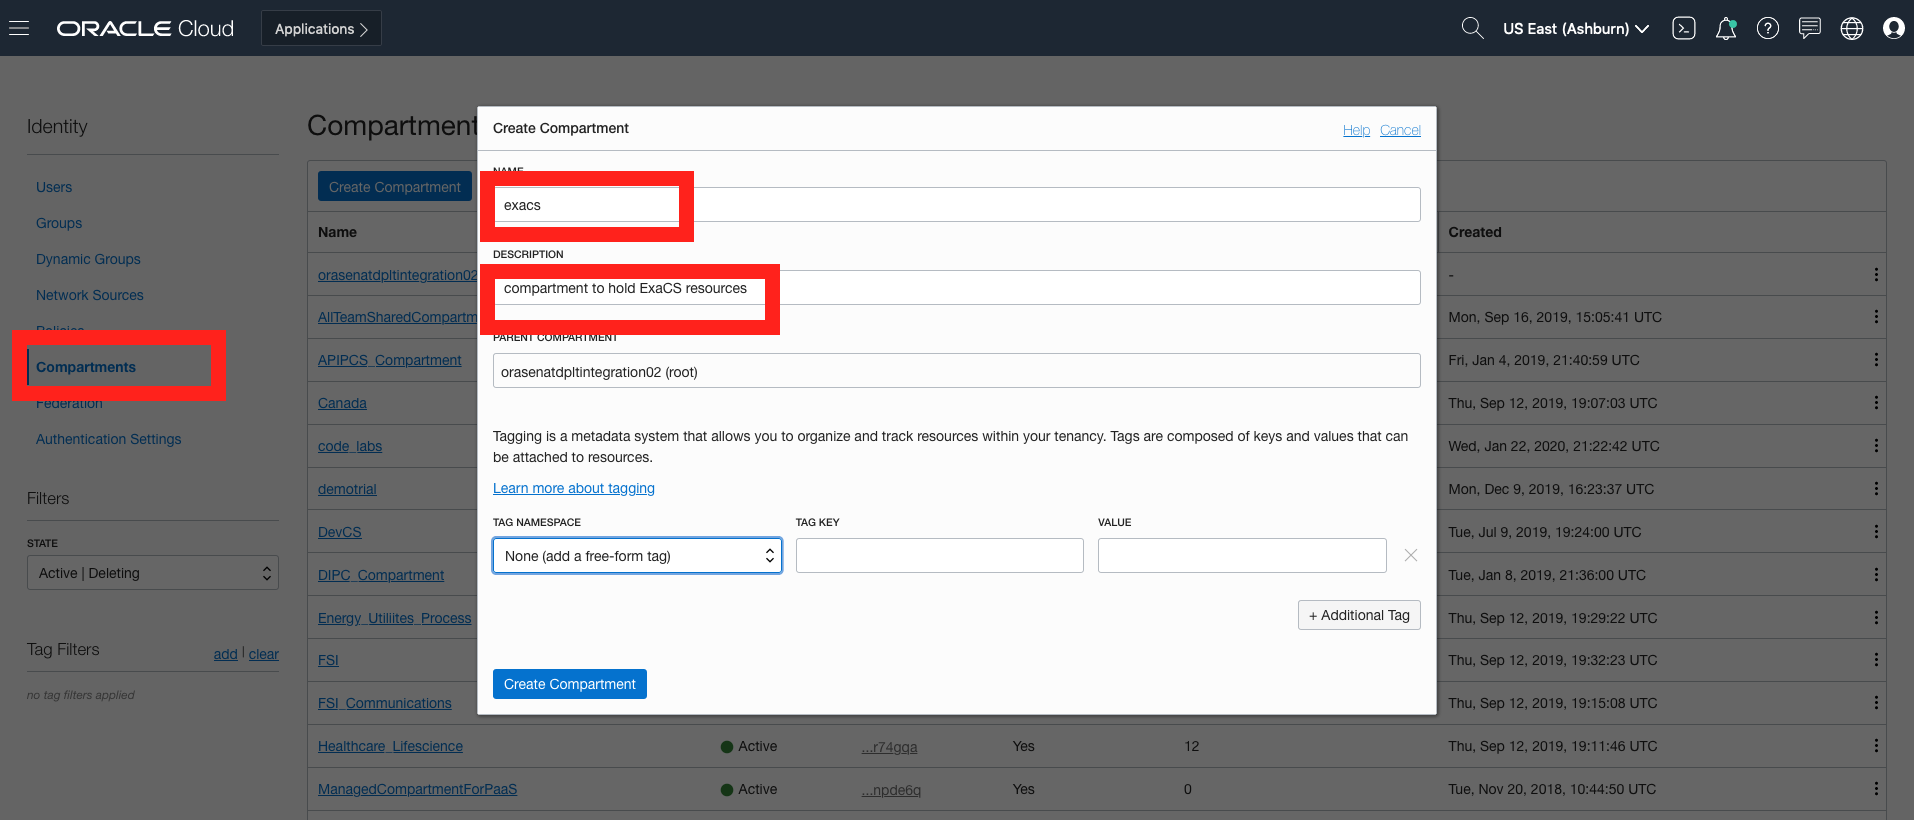 ORACLE Cloud
Applications
US East (Ashburn)
Identity
Users
Groups
Dynamic Groups
Network Sources
Policies
Compartments
Federation
Authentication Settings
Filters
STATE
Active | Deleting
Tag Filters
add | clear
no tag filters applied
Compartment
Create Compartment
Name
Created
orasenatdpltintegration02
-
AllTeamSharedCompartm
Mon, Sep 16, 2019, 15:05:41 UTC
APIPCS_Compartment
Fri, Jan 4, 2019, 21:40:59 UTC
Canada
Thu, Sep 12, 2019, 19:07:03 UTC
code_labs
Wed, Jan 22, 2020, 21:22:42 UTC
demotrial
Mon, Dec 9, 2019, 16:23:37 UTC
DevCS
Tue, Jul 9, 2019, 19:24:00 UTC
DIPC_Compartment
Tue, Jan 8, 2019, 21:36:00 UTC
Energy_Utiliites_Process
Thu, Sep 12, 2019, 19:29:22 UTC
FSI
Thu, Sep 12, 2019, 19:32:23 UTC
FSI_Communications
Thu, Sep 12, 2019, 19:15:08 UTC
Healthcare_Lifescience Active ...r74gqa Yes 12 Thu, Sep 12, 2019, 19:11:46 UTC
ManagedCompartmentForPaaS Active ...npde6q Yes 0 Tue, Nov 20, 2018, 10:44:50 UTC
Create Compartment
Help Cancel
NAME
exacs
DESCRIPTION
compartment to hold ExaCS resources
PARENT COMPARTMENT
orasenatdpltintegration02 (root)
Tagging is a metadata system that allows you to organize and track resources within your tenancy. Tags are composed of keys and values that can
be attached to resources.
Learn more about tagging
TAG NAMESPACE TAG KEY VALUE
None (add a free-form tag)
+ Additional Tag
Create Compartment